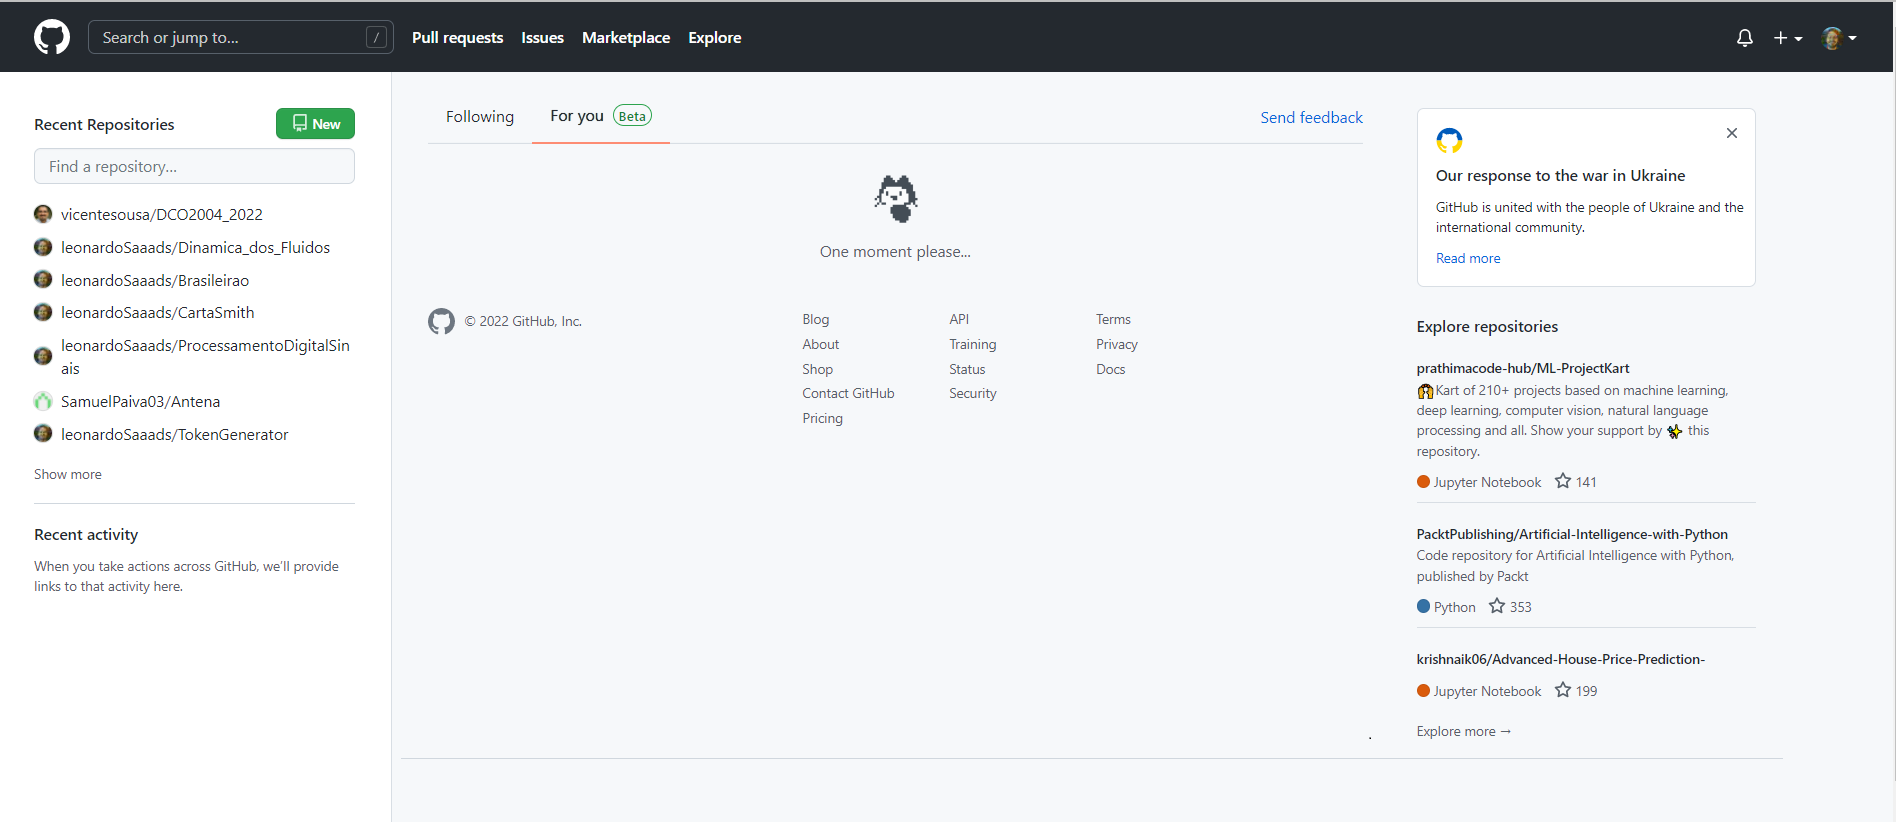 Search or jump to...
/
Pull requests
Issues
Marketplace
Explore
Recent Repositories
New
Find a repository...
vicentesousa/DCO2004_2022
leonardoSaaads/Dinamica_dos_Fluidos
leonardoSaaads/Brasileirao
leonardoSaaads/CartaSmith
leonardoSaaads/ProcessamentoDigitalSin
ais
SamuelPaiva03/Antena
leonardoSaaads/TokenGenerator
Show more
Recent activity
When you take actions across GitHub, we'll provide
links to that activity here.
Following
For you
Beta
Send feedback
One moment please...
© 2022 GitHub, Inc.
Blog
About
Shop
Contact GitHub
Pricing
API
Training
Status
Security
Terms
Privacy
Docs
Our response to the war in Ukraine
GitHub is united with the people of Ukraine and the
international community.
Read more
Explore repositories
prathimacode-hub/ML-ProjectKart
Kart of 210+ projects based on machine learning,
deep learning, computer vision, natural language
processing and all. Show your support by ✨ this
repository.
Jupyter Notebook
141
PacktPublishing/Artificial-Intelligence-with-Python
Code repository for Artificial Intelligence with Python,
published by Packt
Python
353
krishnaik06/Advanced-House-Price-Prediction-
Jupyter Notebook
199
Explore more →